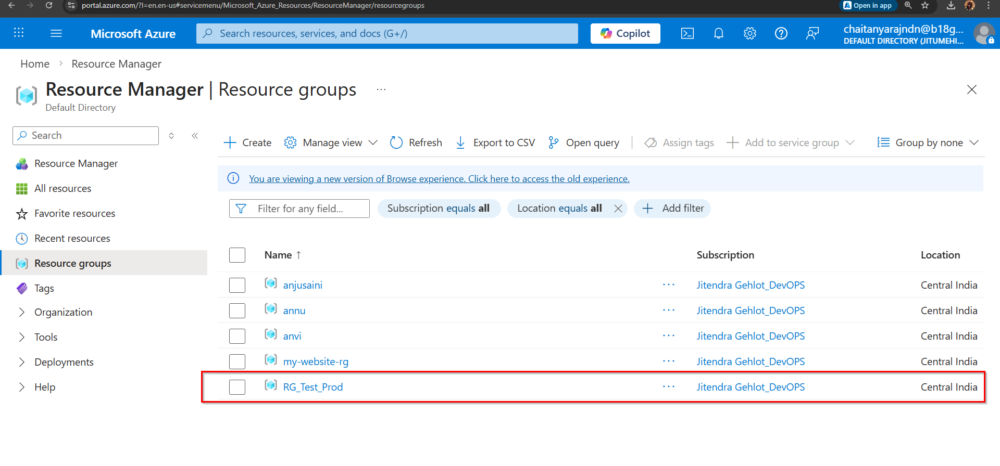 portal.azure.com/?l=en.en-us#servicemenu/Microsoft_Azure_Resources/ResourceManager/resourcegroups
Open in app
Microsoft Azure
Search resources, services, and docs (G+/)
Copilot
chaitanyarajndn@b18g...
DEFAULT DIRECTORY (JITUMEHI...
Home > Resource Manager
Resource Manager | Resource groups ...
Default Directory
Search
Resource Manager
All resources
Favorite resources
Recent resources
Resource groups
Tags
Organization
Tools
Deployments
Help
Create
Manage view
Refresh
Export to CSV
Open query
Assign tags
Add to service group
Group by none
You are viewing a new version of Browse experience. Click here to access the old experience.
Filter for any field...
Subscription equals all
Location equals all
Add filter
Name ↑ Subscription Location
anjusaini ... Jitendra Gehlot_DevOPS Central India
annu ... Jitendra Gehlot_DevOPS Central India
anvi ... Jitendra Gehlot_DevOPS Central India
my-website-rg ... Jitendra Gehlot_DevOPS Central India
RG_Test_Prod ... Jitendra Gehlot_DevOPS Central India